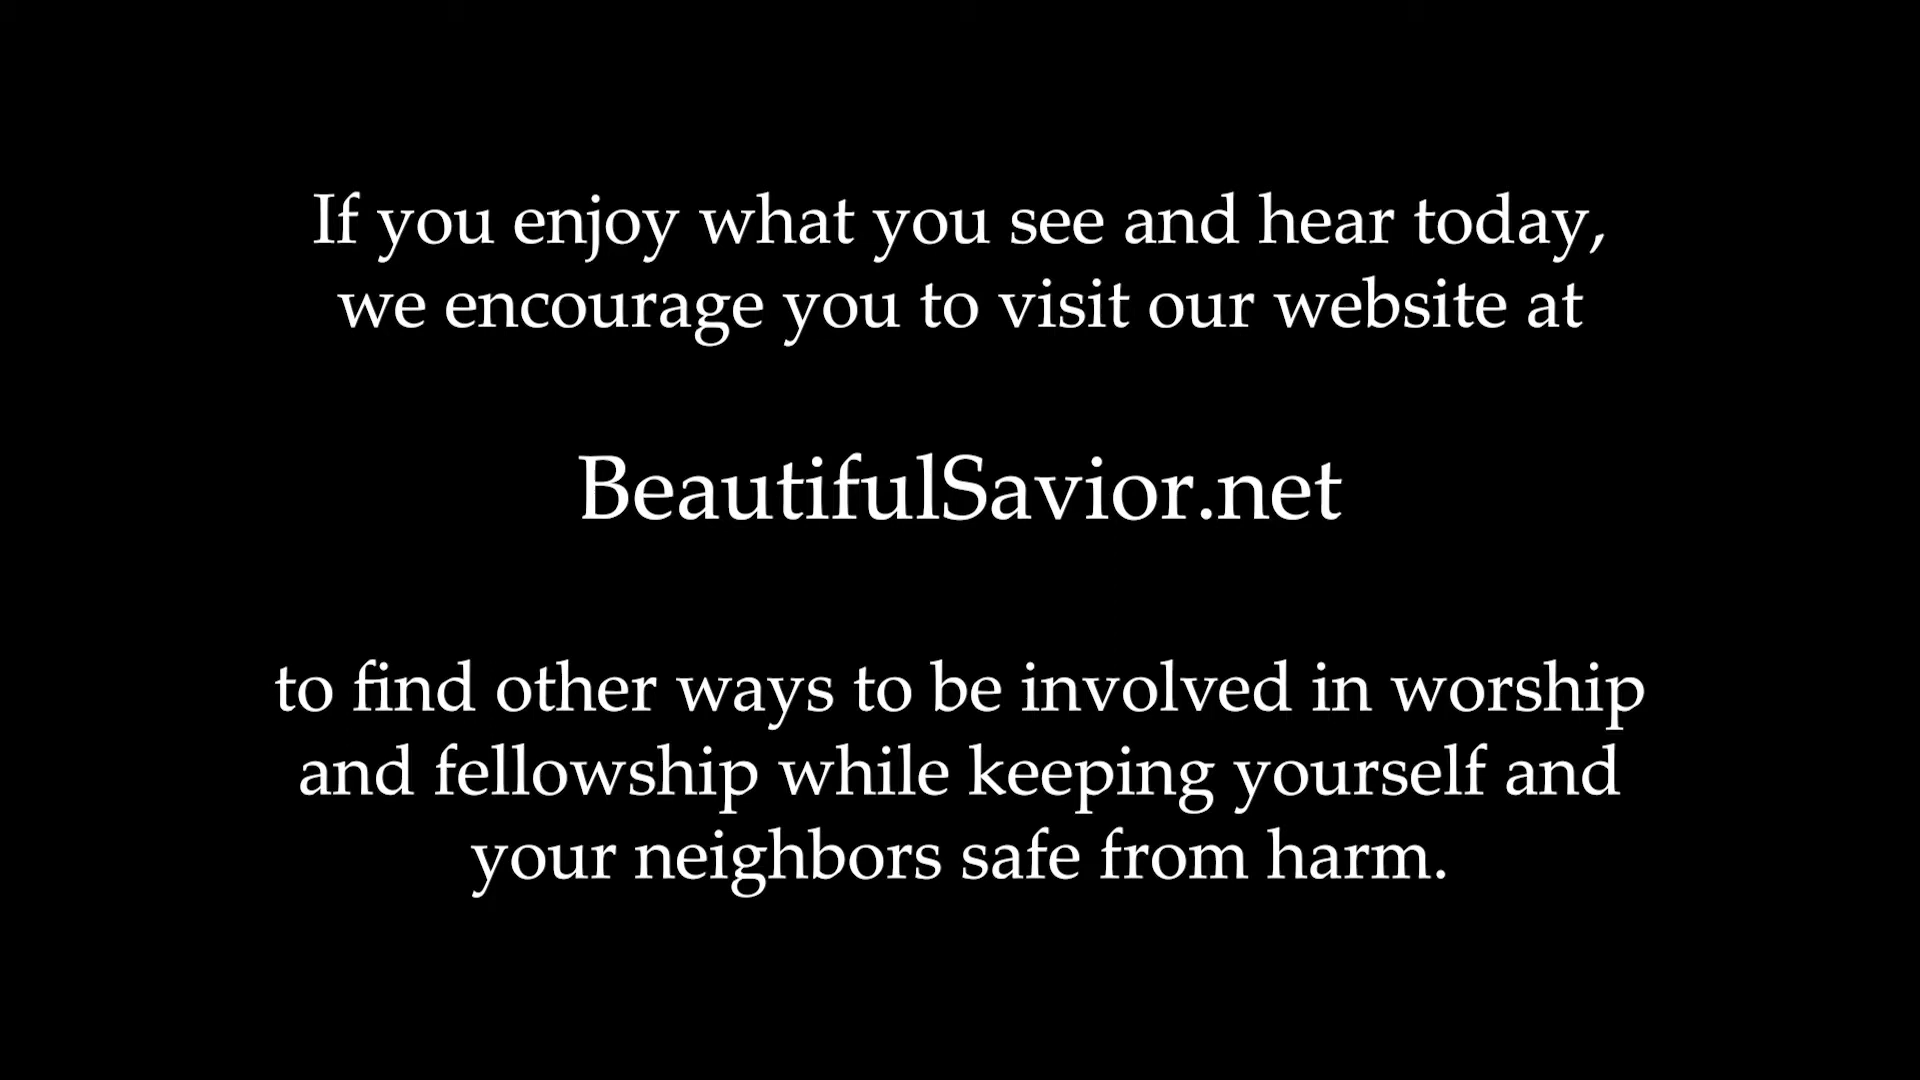 If you enjoy what you see and hear today,
we encourage you to visit our website at
BeautifulSavior.net
to find other ways to be involved in worship
and fellowship while keeping yourself and
your neighbors safe from harm.